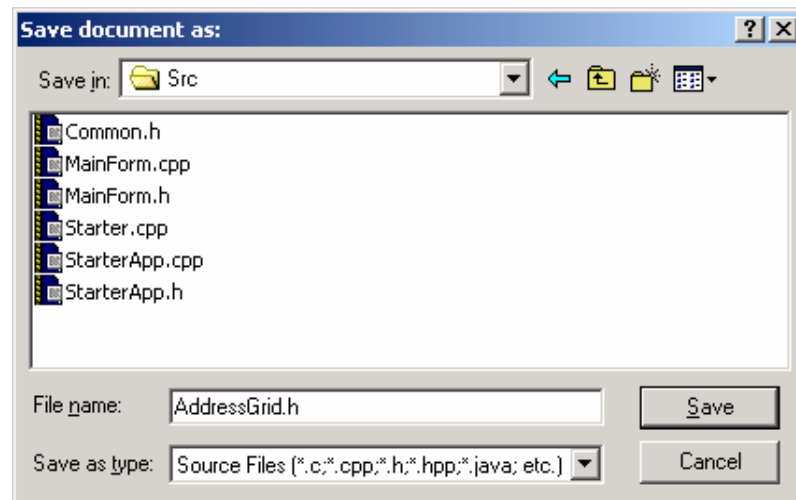 Save document as:
Save in: Src
Common.h
MainForm.cpp
MainForm.h
Starter.cpp
StarterApp.cpp
StarterApp.h
File name: AddressGrid.h Save
Save as type: Source Files (*.c;*.cpp;*.h;*.hpp;*.java; etc.) Cancel